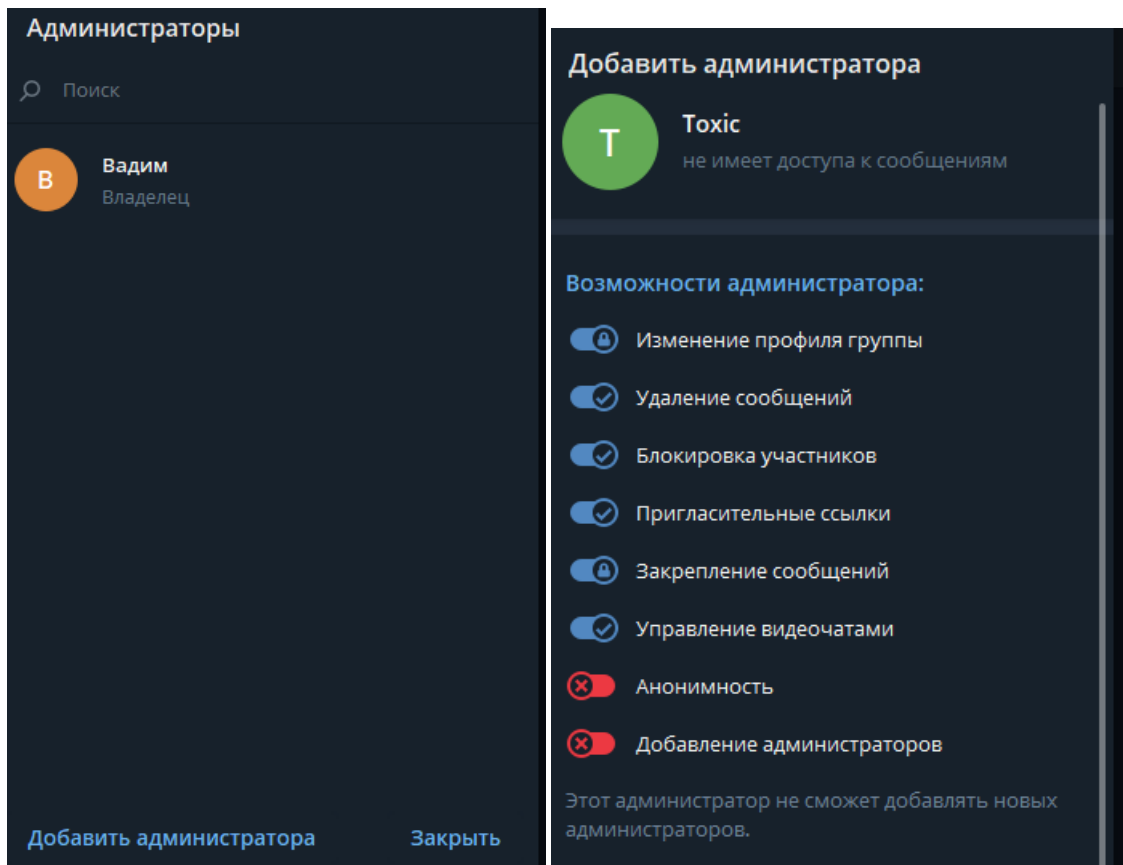 Администраторы
Поиск
В
Вадим
Владелец
Добавить администратора
Закрыть
Добавить администратора
T
Toxic
не имеет доступа к сообщениям
Возможности администратора:
Изменение профиля группы
Удаление сообщений
Блокировка участников
Пригласительные ссылки
Закрепление сообщений
Управление видеочатами
Анонимность
Добавление администраторов
Этот администратор не сможет добавлять новых
администраторов.